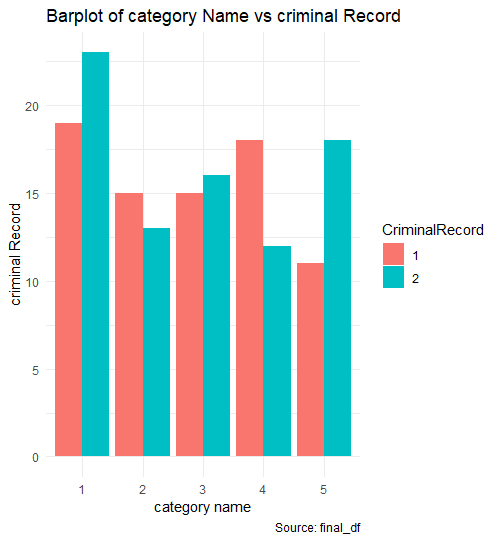 Barplot of category Name vs criminal Record
20
15
10
5
0
criminal Record
1 2 3 4 5
category name
CriminalRecord
1
2
Source: final_df